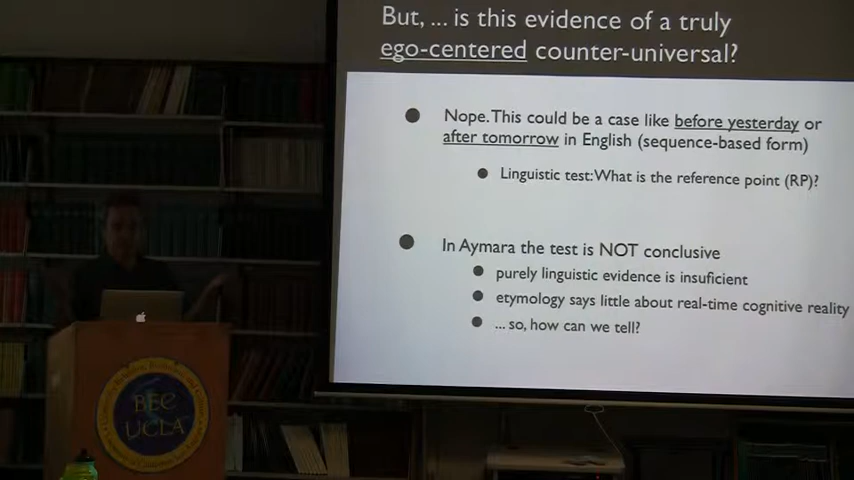 But, ... is this evidence of a truly
ego-centered counter-universal?
Nope. This could be a case like before yesterday or
after tomorrow in English (sequence-based form)
Linguistic test: What is the reference point (RP)?
In Aymara the test is NOT conclusive
purely linguistic evidence is insufficient
etymology says little about real-time cognitive reality
... so, how can we tell?
BEC
UCLA